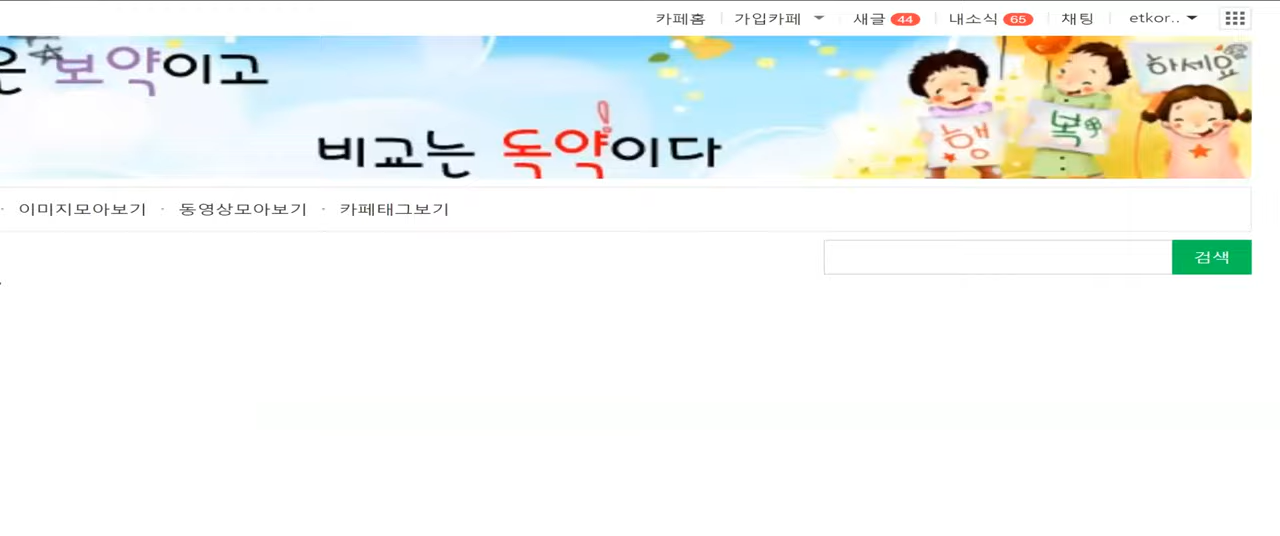 카페홈 가입카페 새글 44 내소식 65 채팅 etkor..
은 보약이고
비교는 독약이다
행 복 하세요
· 이미지모아보기 · 동영상모아보기 · 카페태그보기
검색